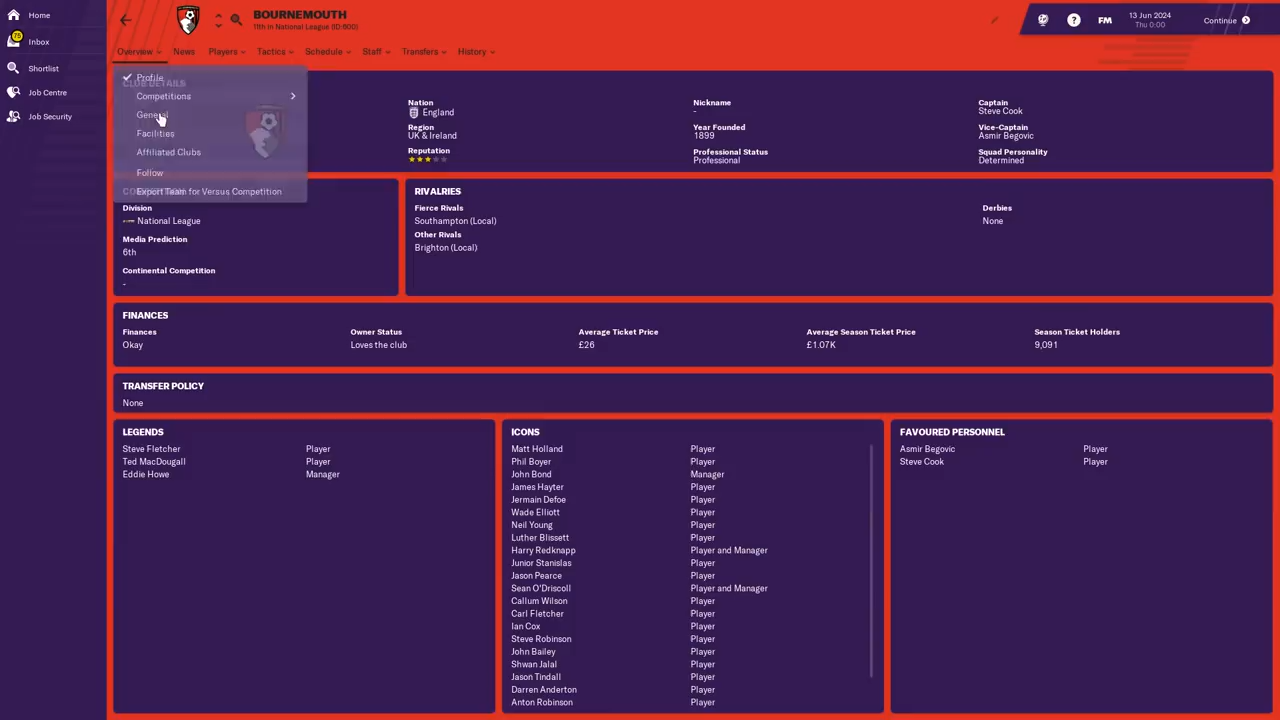 Home
75
Inbox
Shortlist
Job Centre
Job Security
BOURNEMOUTH
11th in National League (ID:600)
13 Jun 2024
Thu 0:00
FM
?
Continue
Overview
News
Players
Tactics
Schedule
Staff
Transfers
History
Profile
Competitions
General
Facilities
Affiliated Clubs
Follow
Export Team for Versus Competition
CLUB DETAILS
Nation
England
Region
UK & Ireland
Reputation
Nickname
-
Year Founded
1899
Professional Status
Professional
Captain
Steve Cook
Vice-Captain
Asmir Begovic
Squad Personality
Determined
Division
National League
Media Prediction
6th
Continental Competition
-
RIVALRIES
Fierce Rivals
Southampton (Local)
Other Rivals
Brighton (Local)
Derbies
None
FINANCES
Finances
Okay
Owner Status
Loves the club
Average Ticket Price
£26
Average Season Ticket Price
£1.07K
Season Ticket Holders
9,091
TRANSFER POLICY
None
LEGENDS
Steve Fletcher Player
Ted MacDougall Player
Eddie Howe Manager
ICONS
Matt Holland Player
Phil Boyer Player
John Bond Manager
James Hayter Player
Jermain Defoe Player
Wade Elliott Player
Neil Young Player
Luther Blissett Player
Harry Redknapp Player and Manager
Junior Stanislas Player
Jason Pearce Player
Sean O'Driscoll Player and Manager
Callum Wilson Player
Carl Fletcher Player
Ian Cox Player
Steve Robinson Player
John Bailey Player
Shwan Jalal Player
Jason Tindall Player
Darren Anderton Player
Anton Robinson Player
FAVOURED PERSONNEL
Asmir Begovic Player
Steve Cook Player